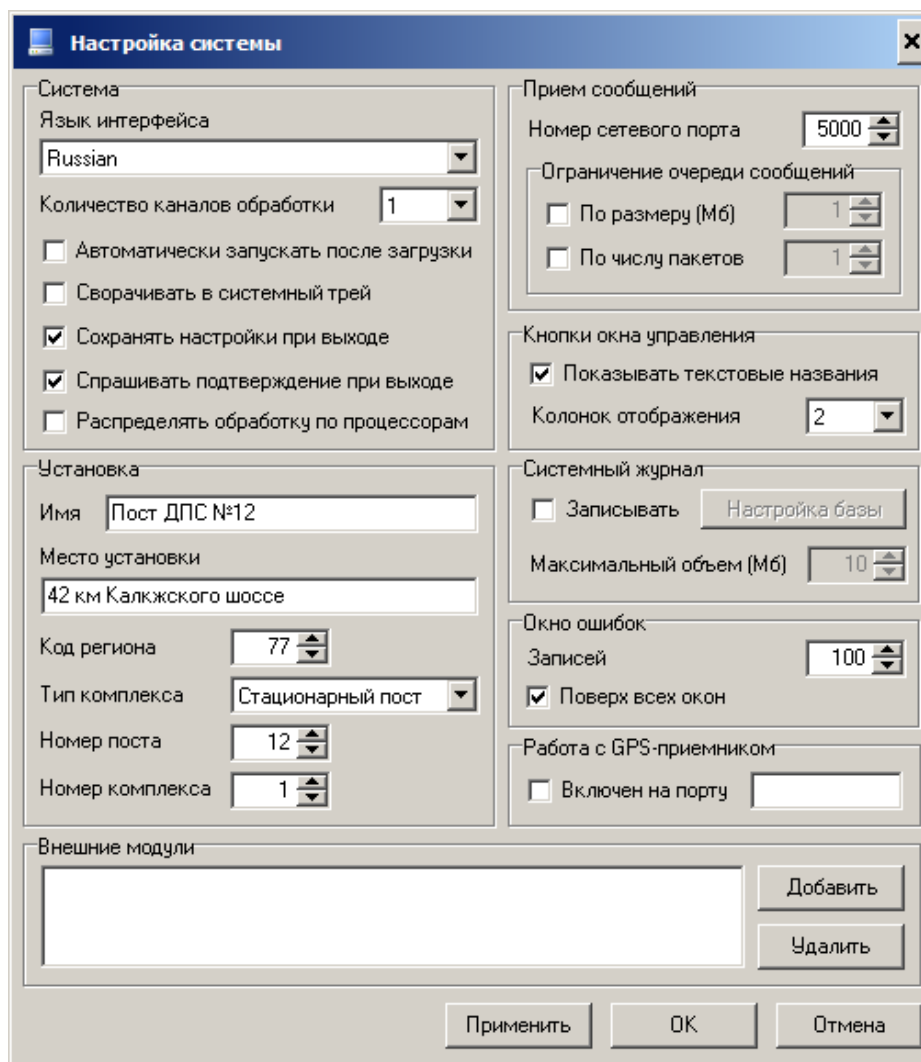 Настройка системы
Система
Язык интерфейса
Russian
Количество каналов обработки 1
Автоматически запускать после загрузки
Сворачивать в системный трей
Сохранять настройки при выходе
Спрашивать подтверждение при выходе
Распределять обработку по процессорам
Установка
Имя Пост ДПС №12
Место установки
42 км Калкжского шоссе
Код региона 77
Тип комплекса Стационарный пост
Номер поста 12
Номер комплекса 1
Прием сообщений
Номер сетевого порта 5000
Ограничение очереди сообщений
По размеру (Мб) 1
По числу пакетов 1
Кнопки окна управления
Показывать текстовые названия
Колонок отображения 2
Системный журнал
Записывать Настройка базы
Максимальный объем (Мб) 10
Окно ошибок
Записей 100
Поверх всех окон
Работа с GPS-приемником
Включен на порту
Внешние модули
Добавить
Удалить
Применить OK Отмена